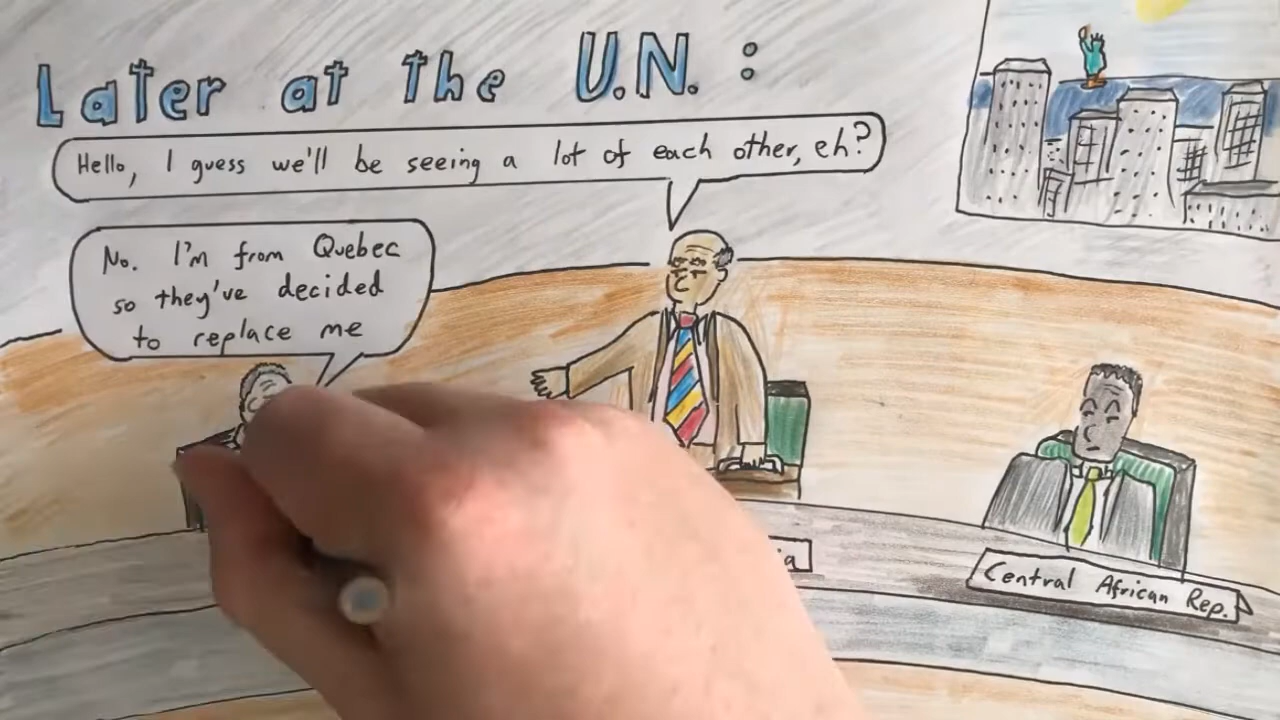 Later at the U.N.:
Hello, I guess we'll be seeing a lot of each other, eh?
No. I'm from Quebec
so they've decided
to replace me
Central African Rep.